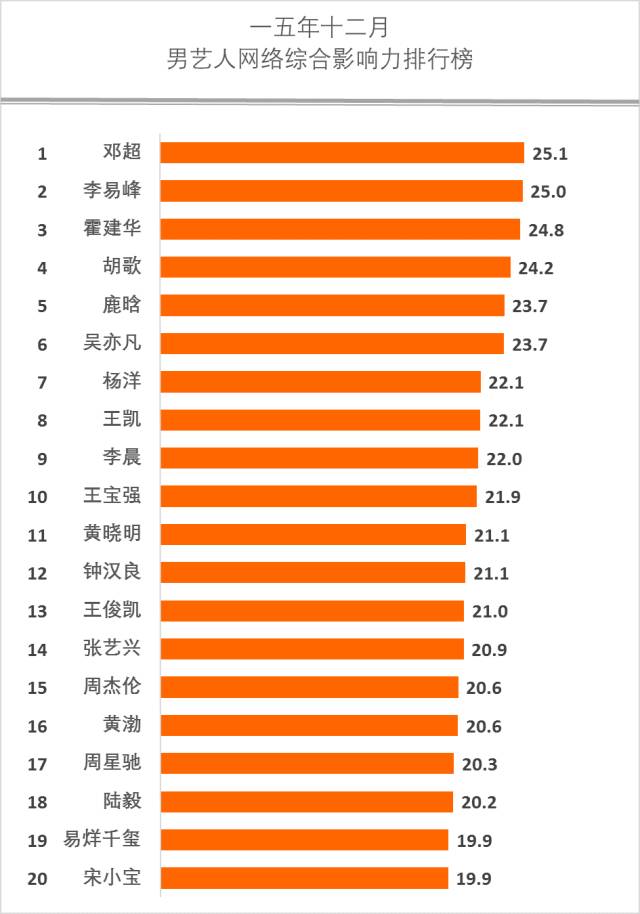 一五年十二月
男艺人网络综合影响力排行榜
1 邓超 25.1
2 李易峰 25.0
3 霍建华 24.8
4 胡歌 24.2
5 鹿晗 23.7
6 吴亦凡 23.7
7 杨洋 22.1
8 王凯 22.1
9 李晨 22.0
10 王宝强 21.9
11 黄晓明 21.1
12 钟汉良 21.1
13 王俊凯 21.0
14 张艺兴 20.9
15 周杰伦 20.6
16 黄渤 20.6
17 周星驰 20.3
18 陆毅 20.2
19 易烊千玺 19.9
20 宋小宝 19.9